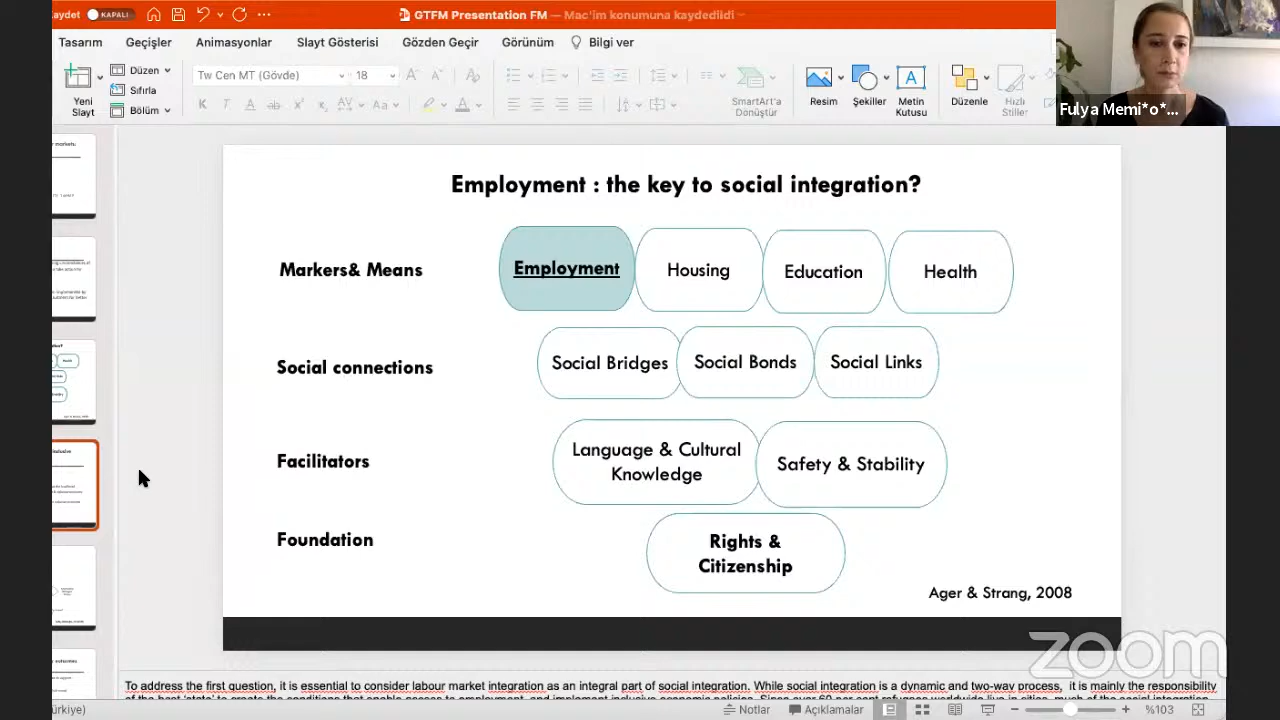 aydet KAPALI GTFM Presentation FM — Mac'im konumuna kaydedildi
Tasarım Geçişler Animasyonlar Slayt Gösterisi Gözden Geçir Görünüm Bilgi ver
Düzen Tw Cen MT (Gövde) 18
Yeni Slayt
Sıfırla
Bölüm
SmartArt'a Dönüştür
Resim Şekiller Metin Kutusu Düzenle Hızlı Stiller
Fulya Memi*o*...
Employment : the key to social integration?
Markers& Means Employment Housing Education Health
Social connections Social Bridges Social Bonds Social Links
Facilitators Language & Cultural Knowledge Safety & Stability
Foundation Rights & Citizenship
Ager & Strang, 2008
zoom
To address the first question, it is essential to consider labour market integration as an integral part of social integration. While social integration is a dynamic and two-way process, it is mainly the responsibility
Notlar Açıklamalar %103